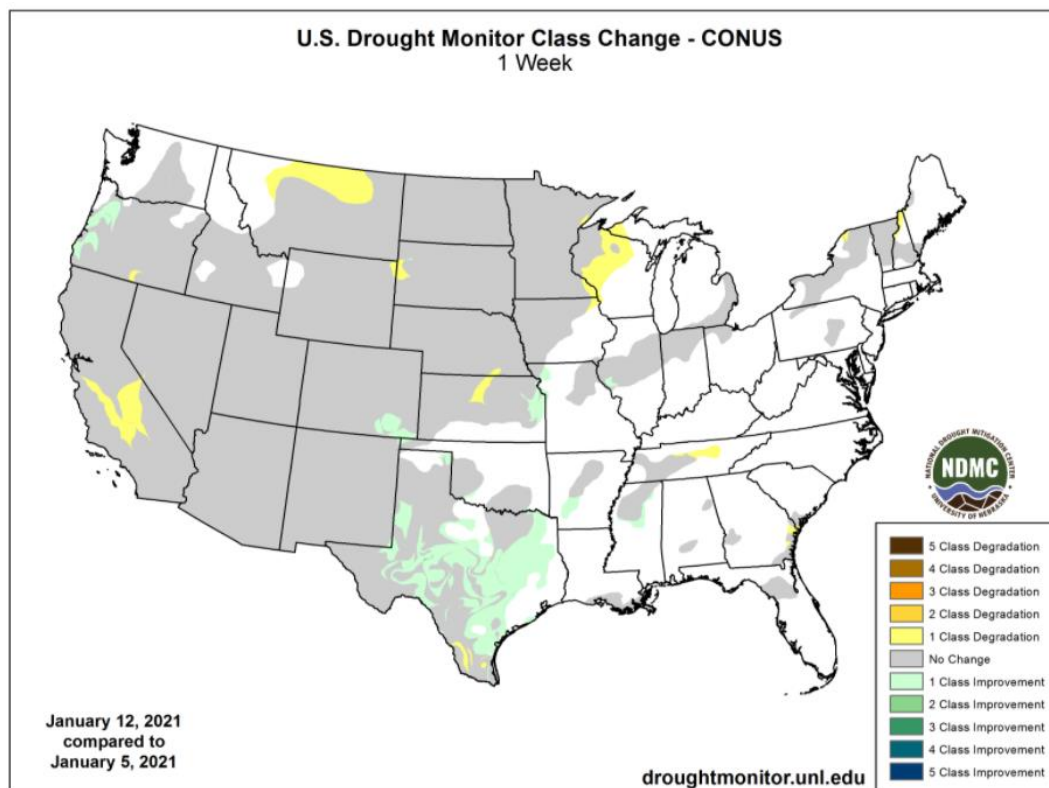 U.S. Drought Monitor Class Change - CONUS
1 Week
NATIONAL DROUGHT MITIGATION CENTER
NDMC
UNIVERSITY OF NEBRASKA
5 Class Degradation
4 Class Degradation
3 Class Degradation
2 Class Degradation
1 Class Degradation
No Change
1 Class Improvement
2 Class Improvement
3 Class Improvement
4 Class Improvement
5 Class Improvement
January 12, 2021
compared to
January 5, 2021
droughtmonitor.unl.edu